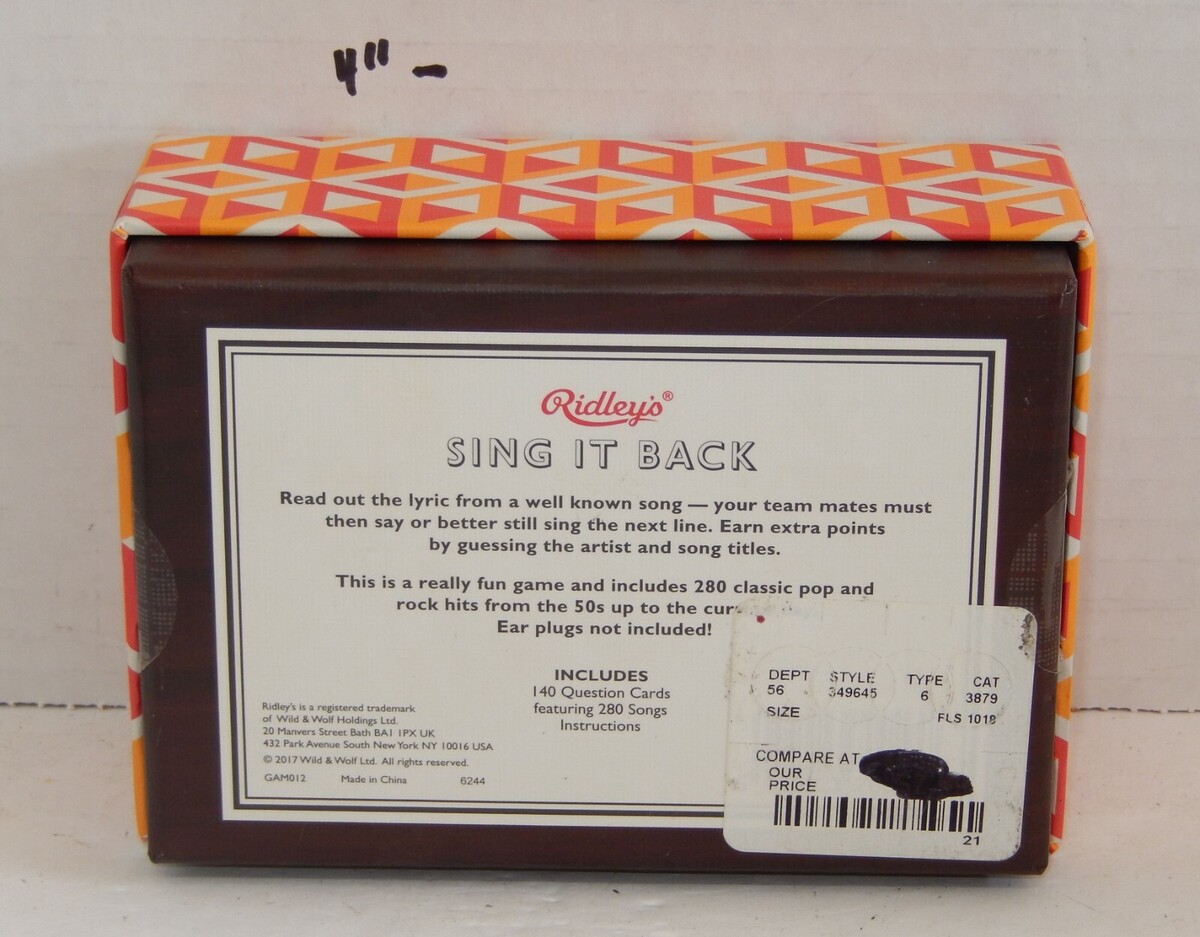 4" -
Ridley's®
SING IT BACK
Read out the lyric from a well known song — your team mates must
then say or better still sing the next line. Earn extra points
by guessing the artist and song titles.
This is a really fun game and includes 280 classic pop and
rock hits from the 50s up to the
Ear plugs not included!
INCLUDES
140 Question Cards
featuring 280 Songs
Instructions
Ridley's is a registered trademark
of Wild & Wolf Holdings Ltd.
20 Manvers Street Bath BA1 1PX UK
432 Park Avenue South New York NY 10016 USA
© 2017 Wild & Wolf Ltd. All rights reserved.
GAM012 Made in China 6244
DEPT STYLE TYPE CAT
56 349645 6 3879
SIZE FLS 1018
COMPARE AT
OUR
PRICE
21